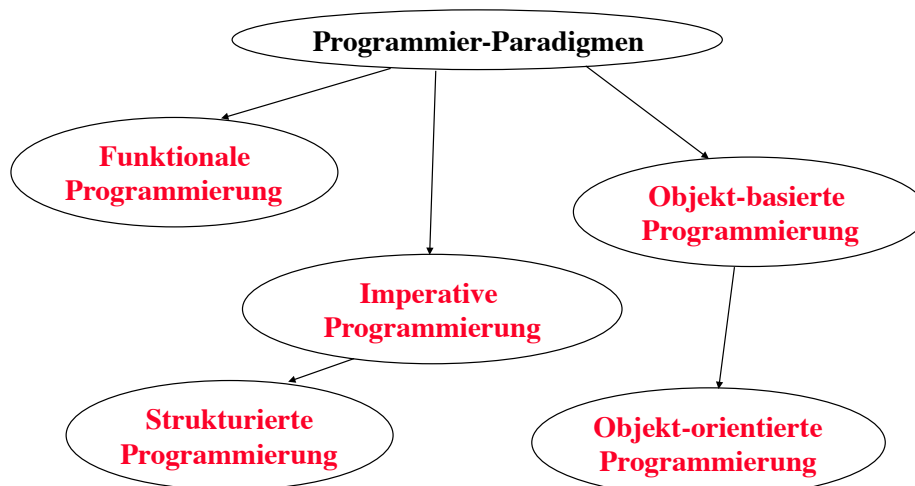 Programmier-Paradigmen
Funktionale
Programmierung
Objekt-basierte
Programmierung
Imperative
Programmierung
Strukturierte
Programmierung
Objekt-orientierte
Programmierung